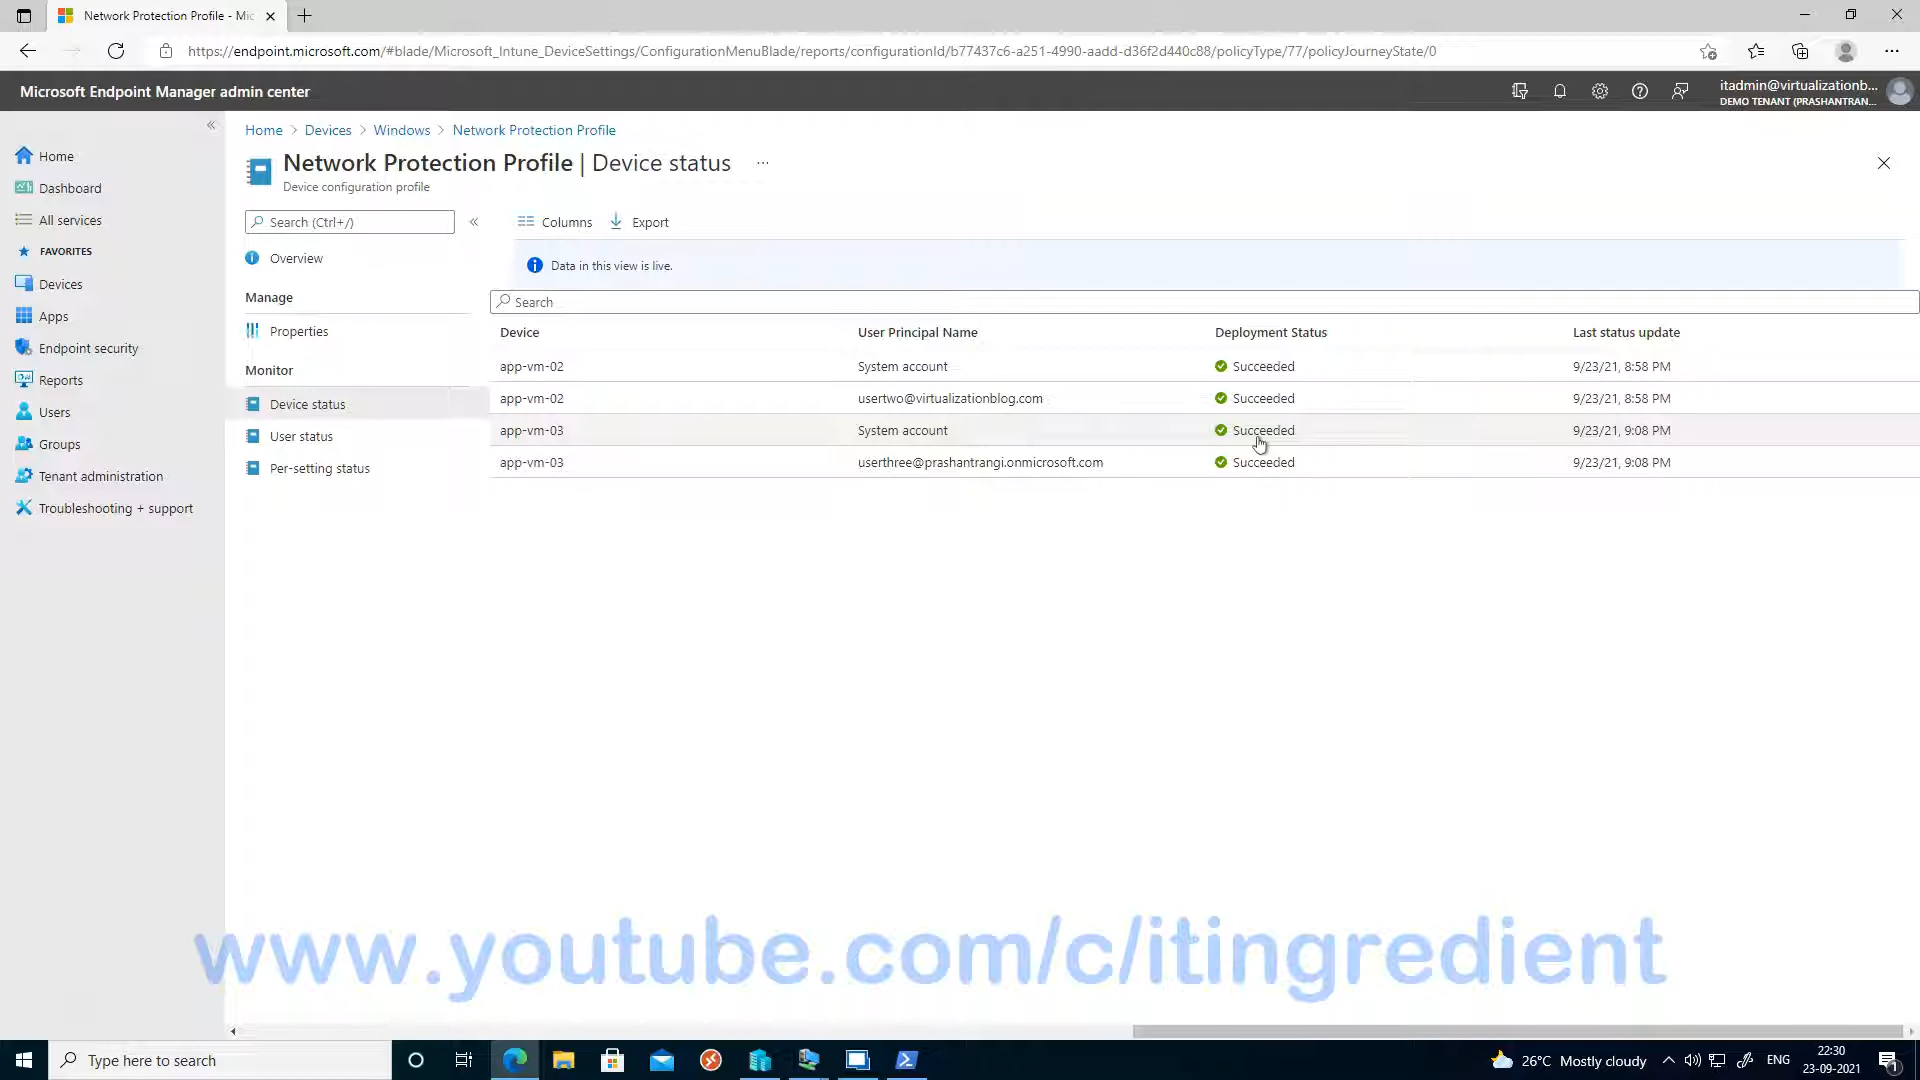 Network Protection Profile - Mic
https://endpoint.microsoft.com/#blade/Microsoft_Intune_DeviceSettings/ConfigurationMenuBlade/reports/configurationId/b77437c6-a251-4990-aadd-d36f2d440c88/policyType/77/policyJourneyState/0
Microsoft Endpoint Manager admin center
itadmin@virtualizationb...
DEMO TENANT (PRASHANTRAN...
Home > Devices > Windows > Network Protection Profile
Network Protection Profile | Device status ...
Device configuration profile
Home
Dashboard
All services
FAVORITES
Devices
Apps
Endpoint security
Reports
Users
Groups
Tenant administration
Troubleshooting + support
Search (Ctrl+/)
Overview
Manage
Properties
Monitor
Device status
User status
Per-setting status
Columns Export
Data in this view is live.
Search
Device User Principal Name Deployment Status Last status update
app-vm-02 System account Succeeded 9/23/21, 8:58 PM
app-vm-02 usertwo@virtualizationblog.com Succeeded 9/23/21, 8:58 PM
app-vm-03 System account Succeeded 9/23/21, 9:08 PM
app-vm-03 userthree@prashantrangi.onmicrosoft.com Succeeded 9/23/21, 9:08 PM
www.youtube.com/c/itingredient
Type here to search
26°C Mostly cloudy
ENG
22:30
23-09-2021
1